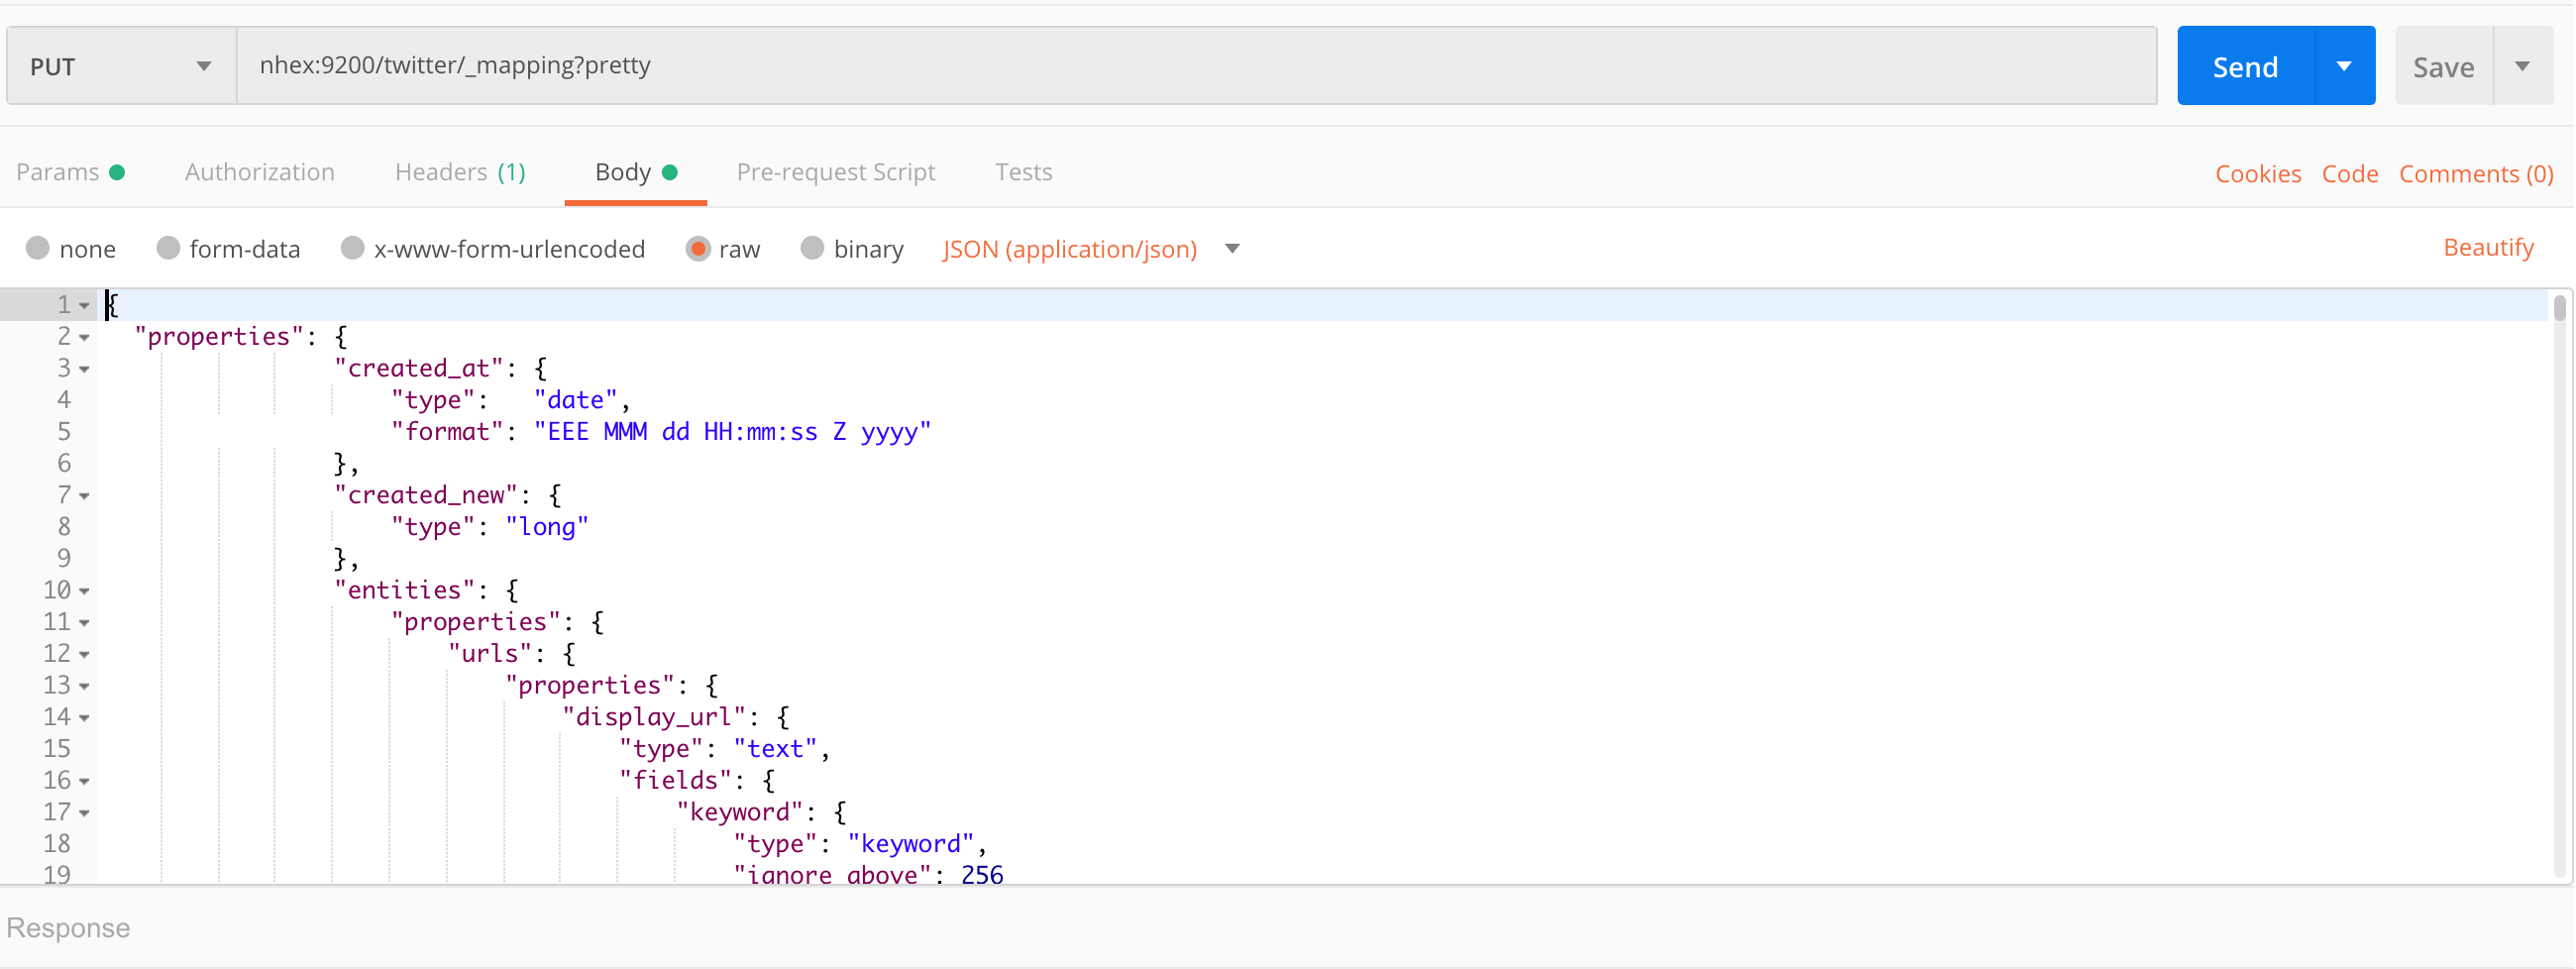 PUT nhex:9200/twitter/_mapping?pretty Send Save
Params Authorization Headers (1) Body Pre-request Script Tests Cookies Code Comments (0)
none form-data x-www-form-urlencoded raw binary JSON (application/json) Beautify
1 {
2 "properties": {
3 "created_at": {
4 "type": "date",
5 "format": "EEE MMM dd HH:mm:ss Z yyyy"
6 },
7 "created_new": {
8 "type": "long"
9 },
10 "entities": {
11 "properties": {
12 "urls": {
13 "properties": {
14 "display_url": {
15 "type": "text",
16 "fields": {
17 "keyword": {
18 "type": "keyword",
19 "ignore_above": 256
Response